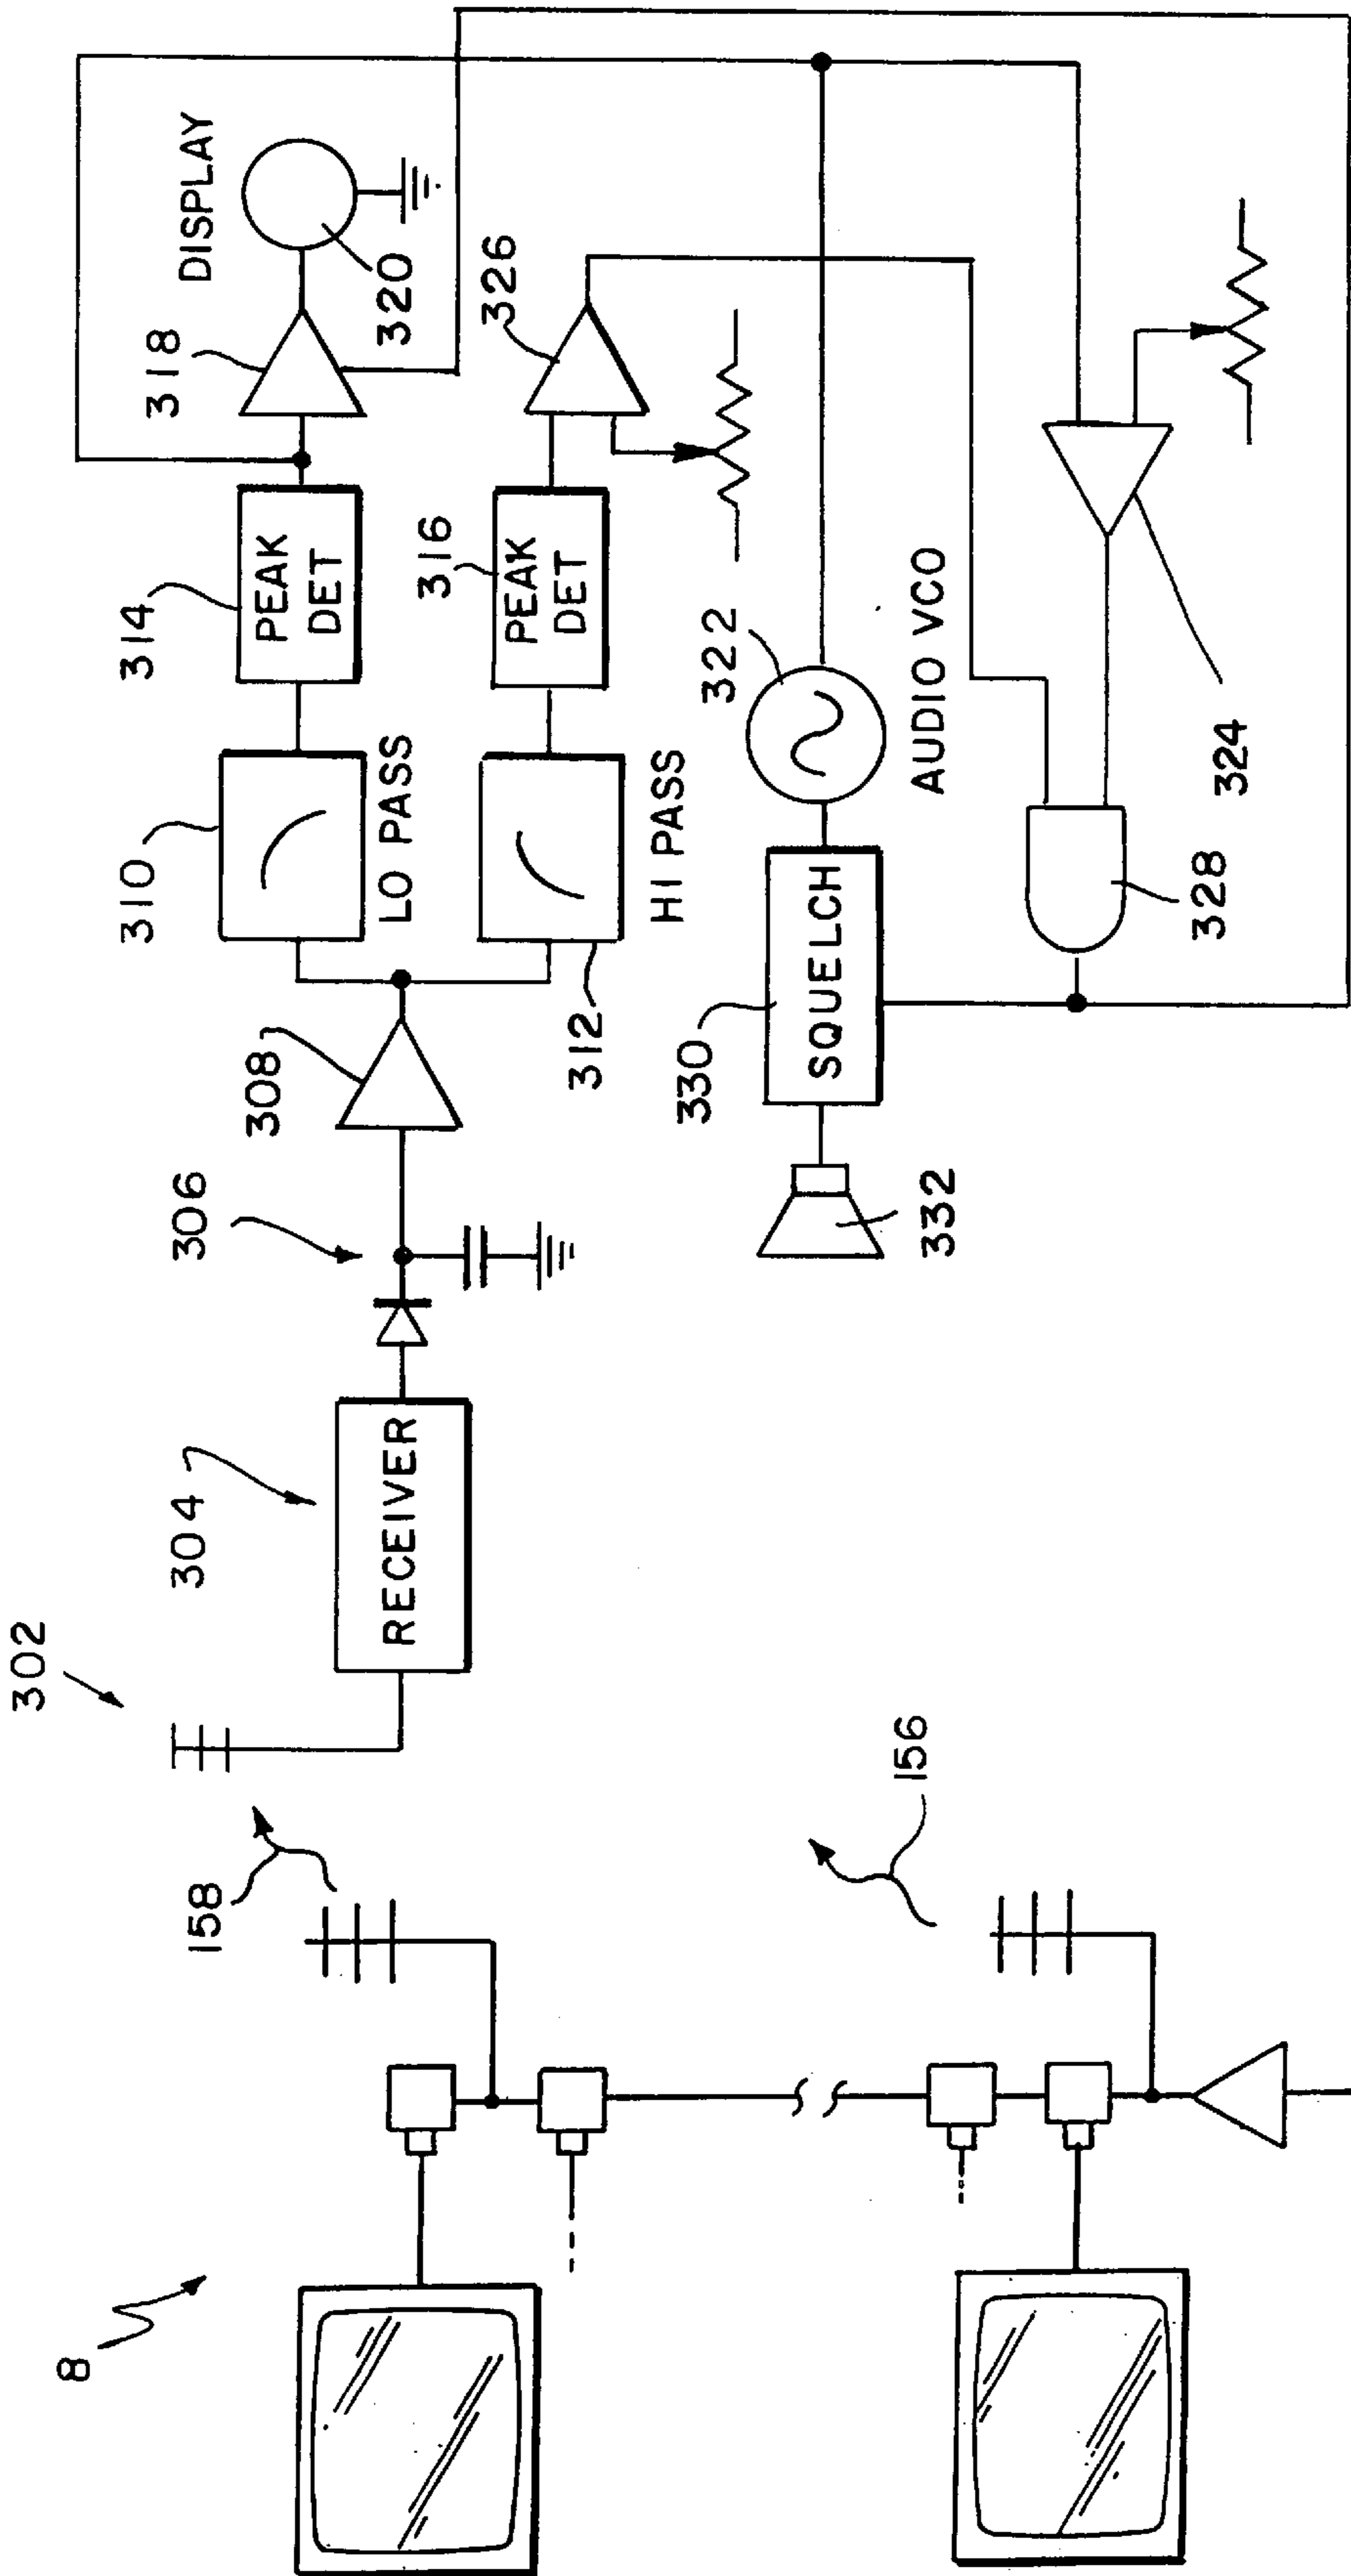 8
158
156
302
304
RECEIVER
306
308
310
LO PASS
312
HI PASS
314
PEAK
DET
316
PEAK
DET
318
DISPLAY
320
326
322
AUDIO VCO
330
SQUELCH
332
324
328